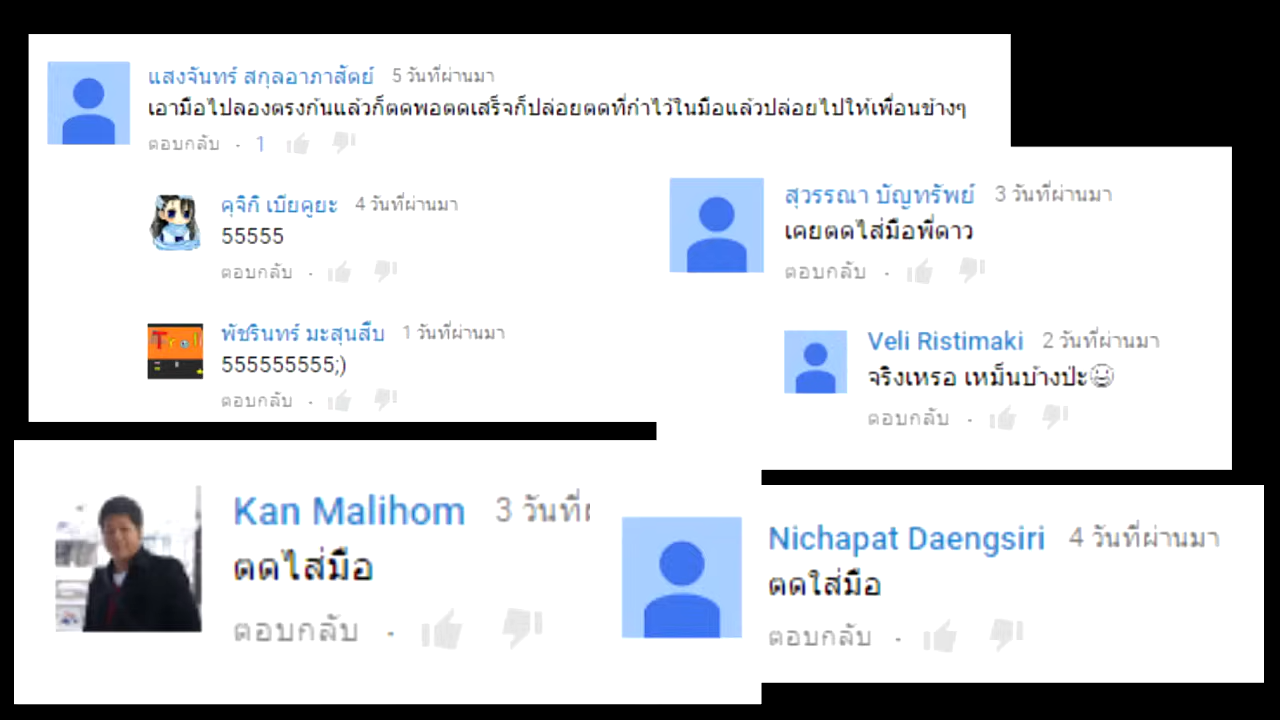 แสงจันทร์ สกุลอาภาสัตย์ 5 วันที่ผ่านมา
เอามือไปลองตรงก้นแล้วก็ตดพอตดเสร็จก็ปล่อยตดที่กำไว้ในมือแล้วปล่อยไปให้เพื่อนข้างๆ
ตอบกลับ · 1
คุจิกิ เบียคุยะ 4 วันที่ผ่านมา
55555
ตอบกลับ ·
พัชรินทร์ มะสุนสืบ 1 วันที่ผ่านมา
555555555;)
ตอบกลับ ·
สุวรรณา บัญทรัพย์ 3 วันที่ผ่านมา
เคยตดไส่มือพี่ดาว
ตอบกลับ ·
Veli Ristimaki 2 วันที่ผ่านมา
จริงเหรอ เหม็นบ้างป่ะ
ตอบกลับ ·
Kan Malihom 3 วันที่
ตดไส่มือ
ตอบกลับ ·
Nichapat Daengsiri 4 วันที่ผ่านมา
ตดใส่มือ
ตอบกลับ ·